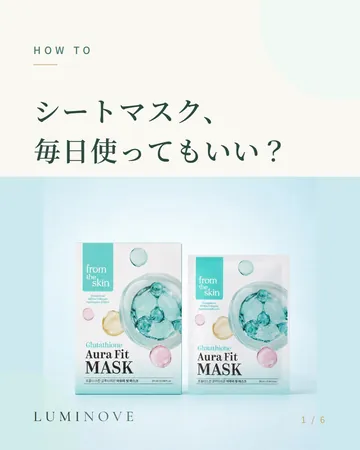 HOW TO
シートマスク、
毎日使ってもいい？
from
the
skin
Glutathione
Aura Fit
MASK
from
the
skin
Glutathione
Aura Fit
MASK
LUMINOVE
1 / 6